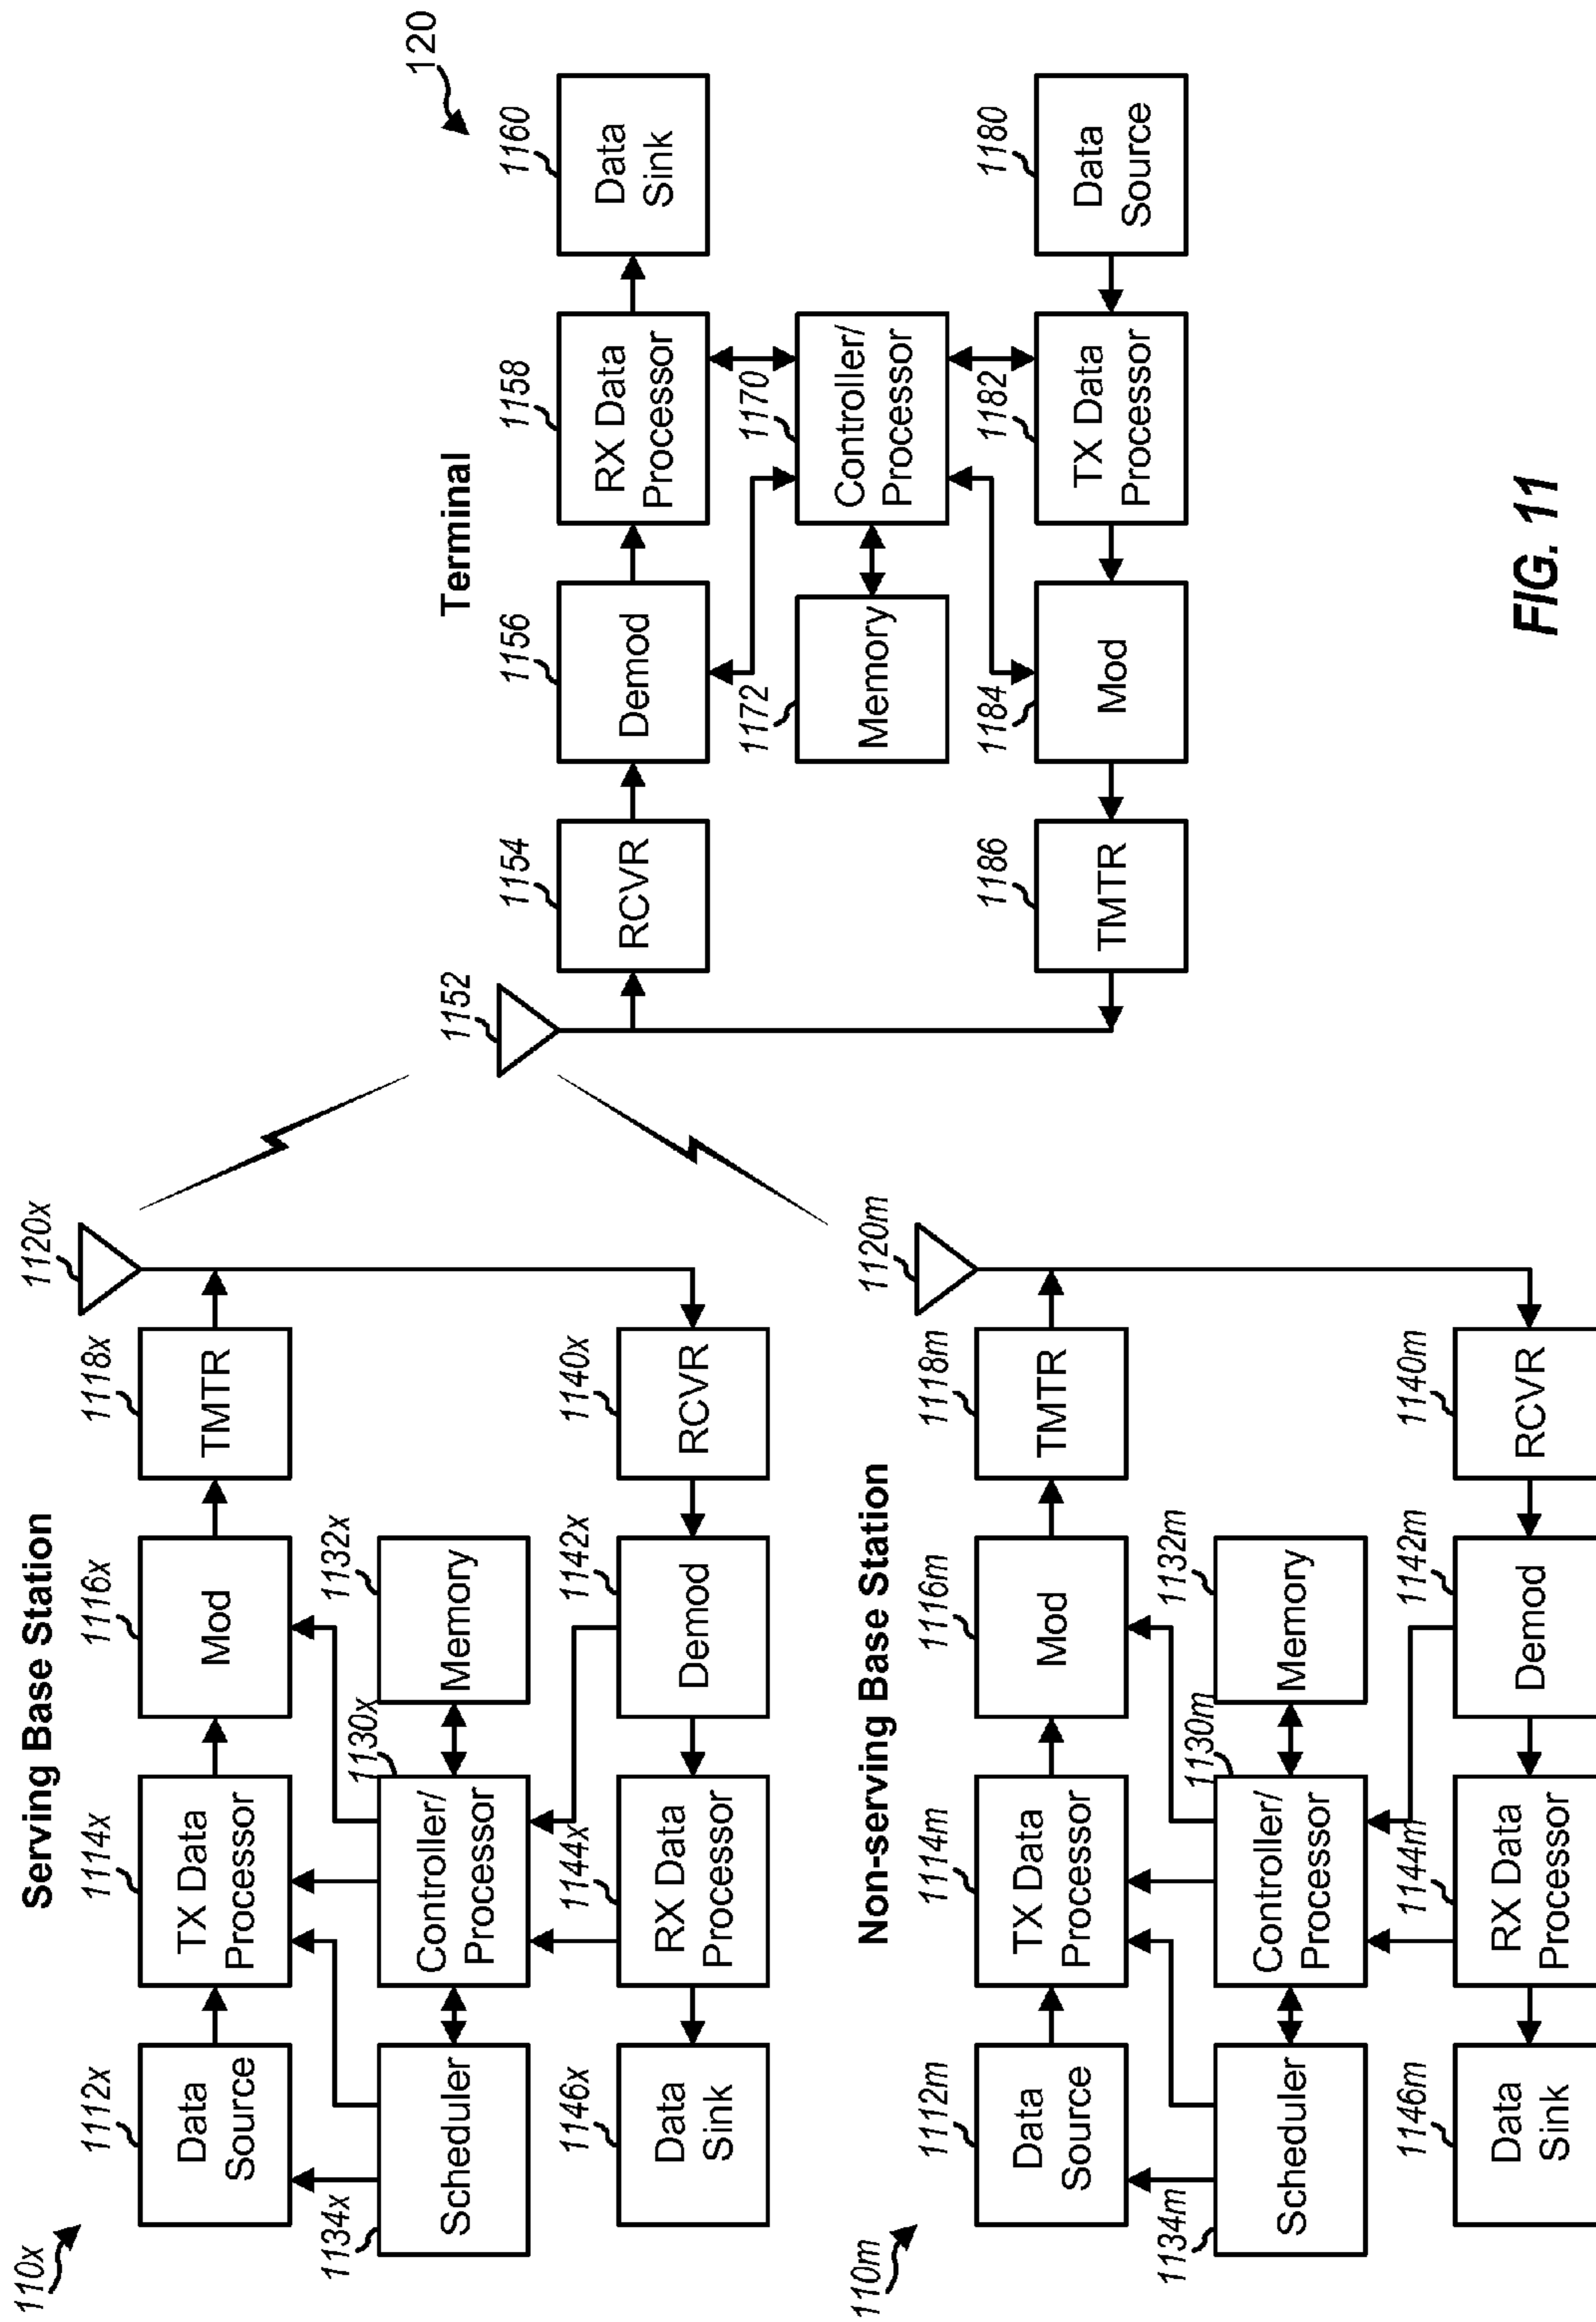 Serving Base Station
110x
1112x
Data
Source
1114x
TX Data
Processor
1116x
Mod
1118x
TMTR
1120x
1134x
Scheduler
Controller/
Processor
1130x
1132x
Memory
1146x
Data
Sink
1144x
RX Data
Processor
1142x
Demod
1140x
RCVR
Non-serving Base Station
110m
1112m
Data
Source
1114m
TX Data
Processor
1116m
Mod
1118m
TMTR
1120m
1134m
Scheduler
Controller/
Processor
1130m
1132m
Memory
1146m
Data
Sink
1144m
RX Data
Processor
1142m
Demod
1140m
RCVR
Terminal
120
1152
1154
RCVR
1156
Demod
1158
RX Data
Processor
1160
Data
Sink
1172
Memory
1170
Controller/
Processor
1186
TMTR
1184
Mod
1182
TX Data
Processor
1180
Data
Source
FIG. 11